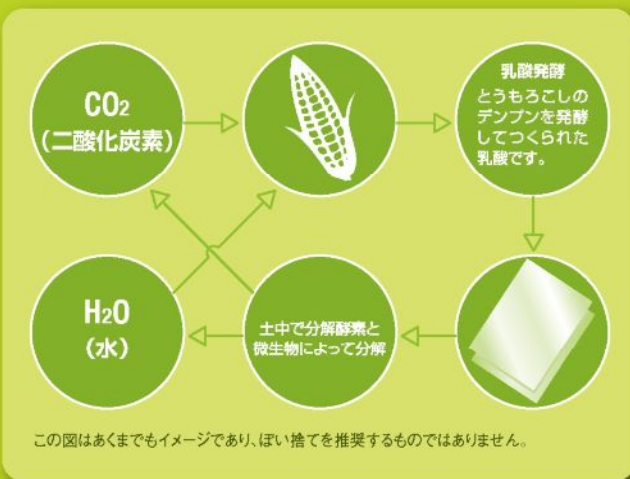 CO2
(二酸化炭素)
乳酸発酵
とうもろこしの
デンプンを発酵
してつくられた
乳酸です。
H2O
(水)
土中で分解酵素と
微生物によって分解
この図はあくまでもイメージであり、ぽい捨てを推奨するものではありません。